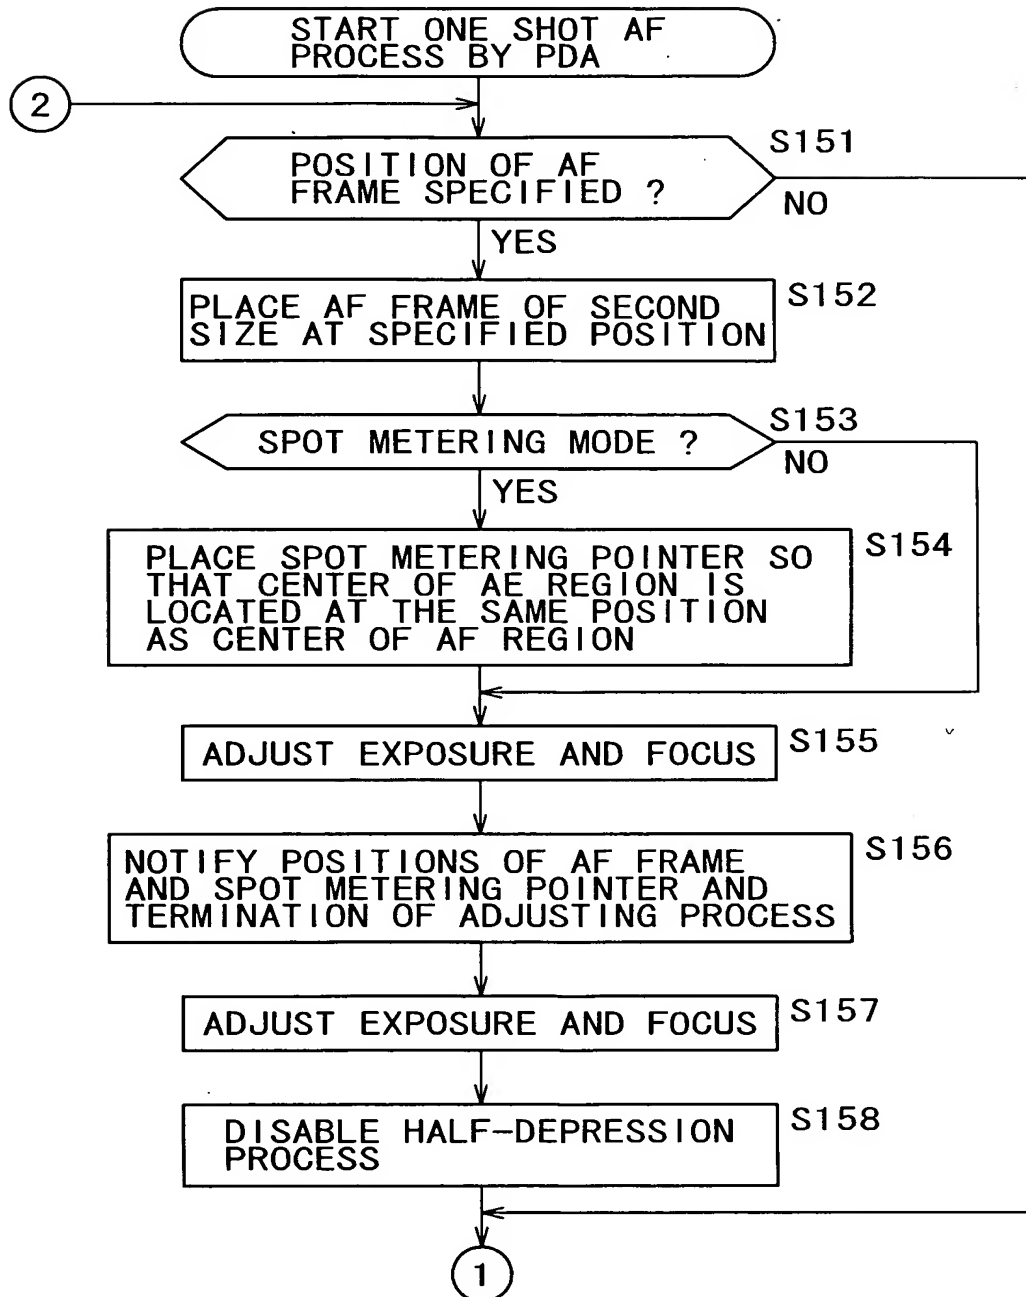 START ONE SHOT AF
PROCESS BY PDA
2
S151
POSITION OF AF
FRAME SPECIFIED ?
NO
YES
S152
PLACE AF FRAME OF SECOND
SIZE AT SPECIFIED POSITION
S153
SPOT METERING MODE ?
NO
YES
S154
PLACE SPOT METERING POINTER SO
THAT CENTER OF AE REGION IS
LOCATED AT THE SAME POSITION
AS CENTER OF AF REGION
S155
ADJUST EXPOSURE AND FOCUS
S156
NOTIFY POSITIONS OF AF FRAME
AND SPOT METERING POINTER AND
TERMINATION OF ADJUSTING PROCESS
S157
ADJUST EXPOSURE AND FOCUS
S158
DISABLE HALF-DEPRESSION
PROCESS
1